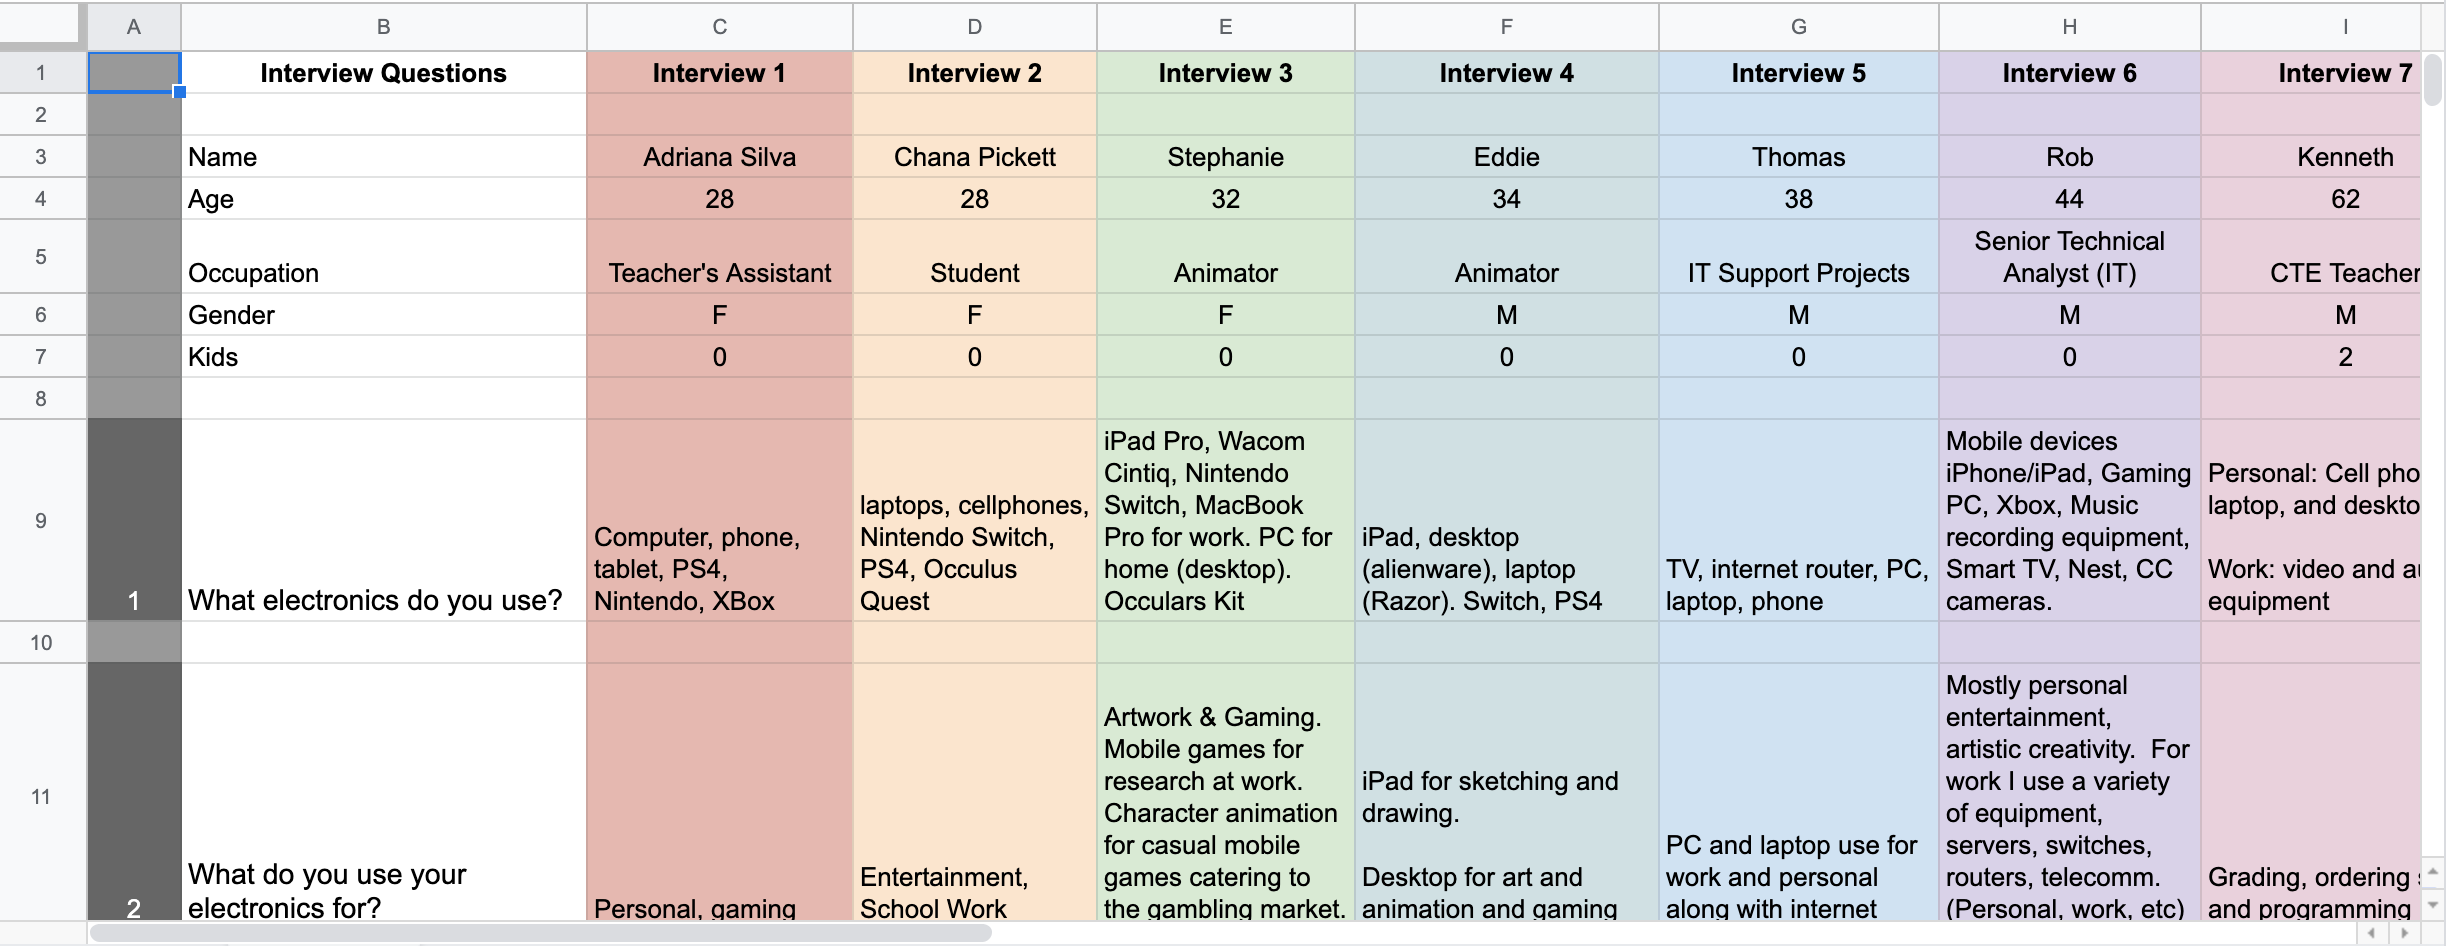 A B C D E F G H I
1 Interview Questions Interview 1 Interview 2 Interview 3 Interview 4 Interview 5 Interview 6 Interview 7
2
3 Name Adriana Silva Chana Pickett Stephanie Eddie Thomas Rob Kenneth
4 Age 28 28 32 34 38 44 62
5 Occupation Teacher's Assistant Student Animator Animator IT Support Projects Senior Technical
Analyst (IT) CTE Teacher
6 Gender F F F M M M M
7 Kids 0 0 0 0 0 0 2
8
9
1 What electronics do you use?
Computer, phone,
tablet, PS4,
Nintendo, XBox
laptops, cellphones,
Nintendo Switch,
PS4, Occulus
Quest
iPad Pro, Wacom
Cintiq, Nintendo
Switch, MacBook
Pro for work. PC for
home (desktop).
Occulars Kit
iPad, desktop
(alienware), laptop
(Razor). Switch, PS4
TV, internet router, PC,
laptop, phone
Mobile devices
iPhone/iPad, Gaming
PC, Xbox, Music
recording equipment,
Smart TV, Nest, CC
cameras.
Personal: Cell pho
laptop, and deskto
Work: video and
equipment
10
11
2 What do you use your
electronics for?
Personal, gaming
Entertainment,
School Work
Artwork & Gaming.
Mobile games for
research at work.
Character animation
for casual mobile
games catering to
the gambling market.
iPad for sketching and
drawing.
Desktop for art and
animation and gaming
PC and laptop use for
work and personal
along with internet
Mostly personal
entertainment,
artistic creativity.  For
work I use a variety
of equipment,
servers, switches,
routers, telecomm.
(Personal, work, etc)
Grading, ordering
and programming